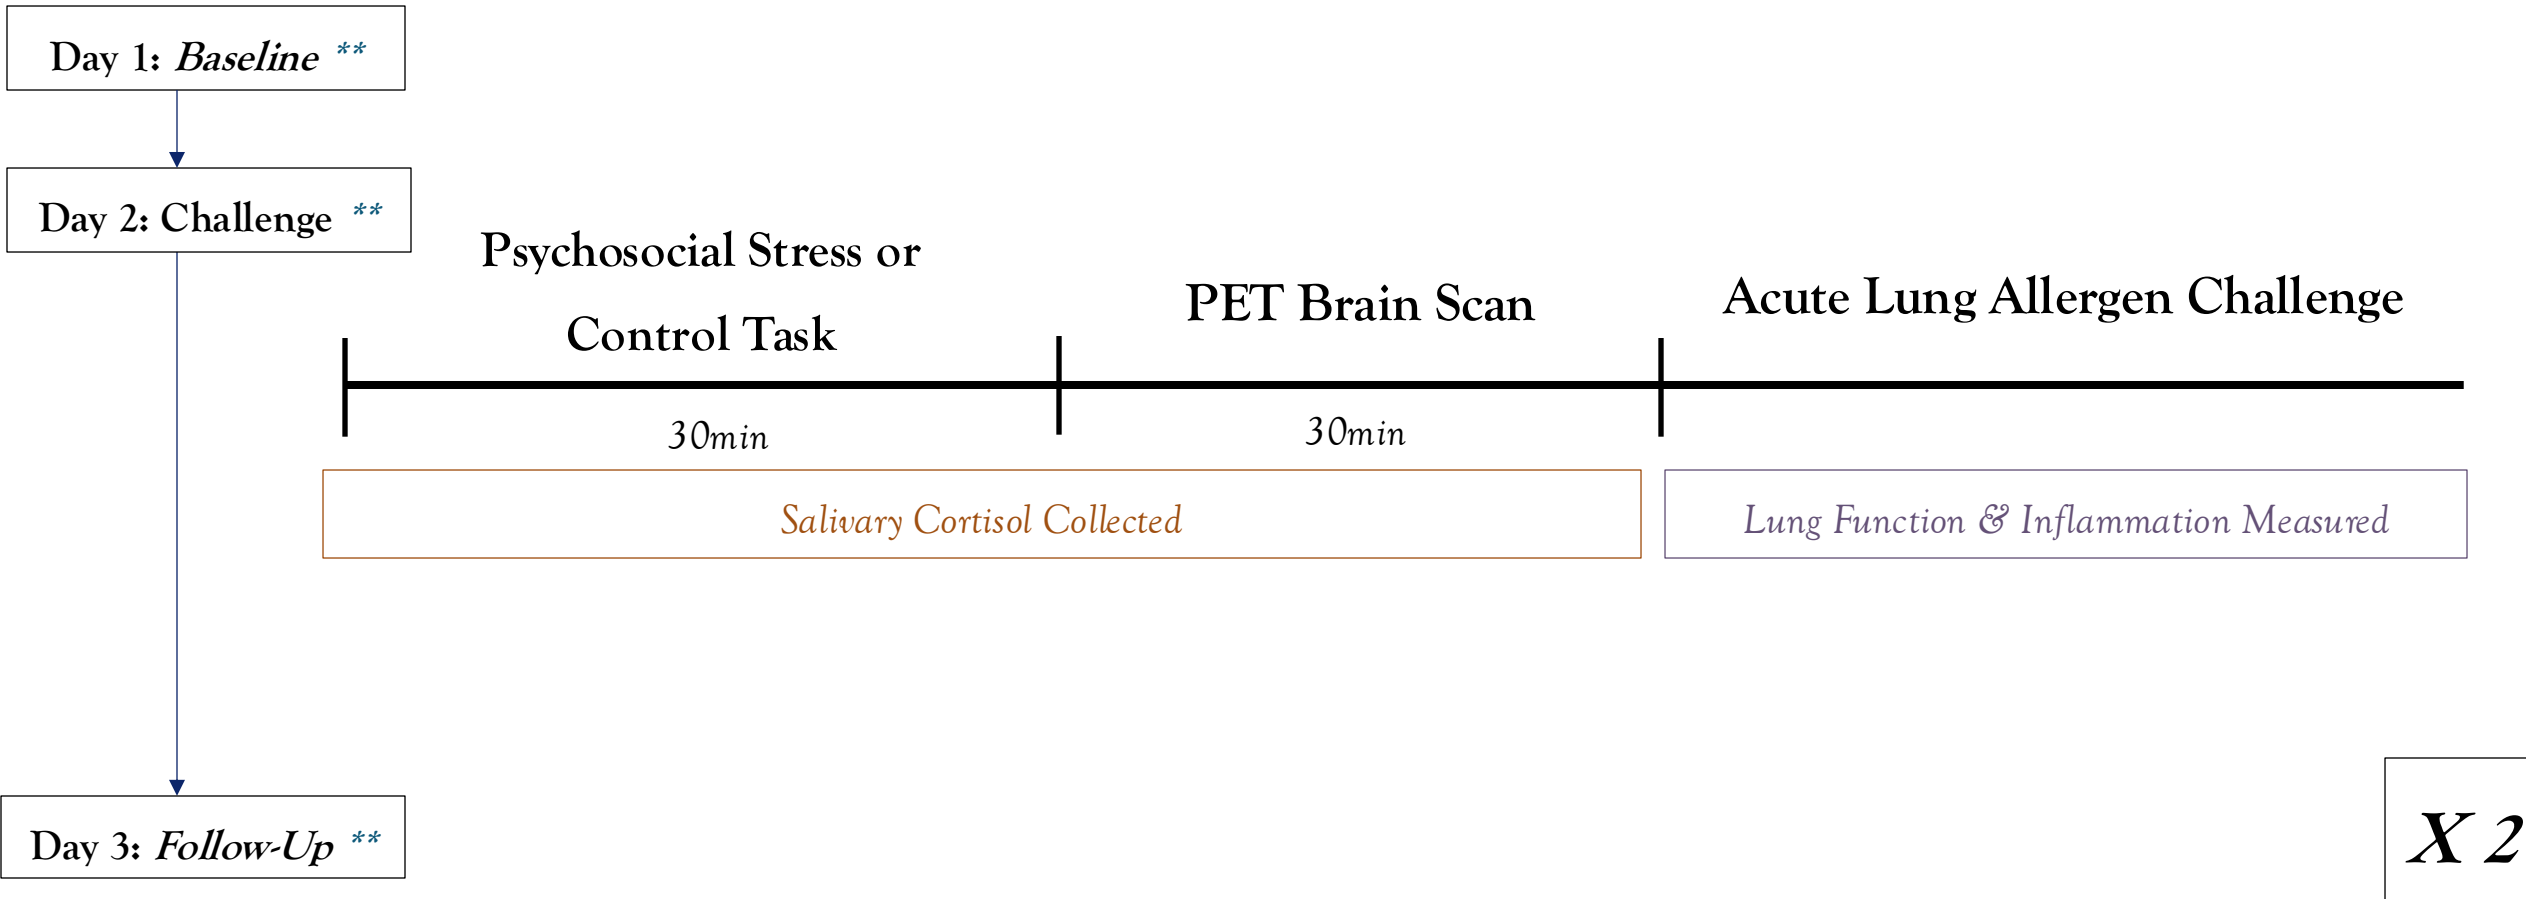 Day 1: Baseline **
Day 2: Challenge **
Psychosocial Stress or
Control Task
PET Brain Scan
Acute Lung Allergen Challenge
30min
30min
Salivary Cortisol Collected
Lung Function & Inflammation Measured
Day 3: Follow-Up **
X 2